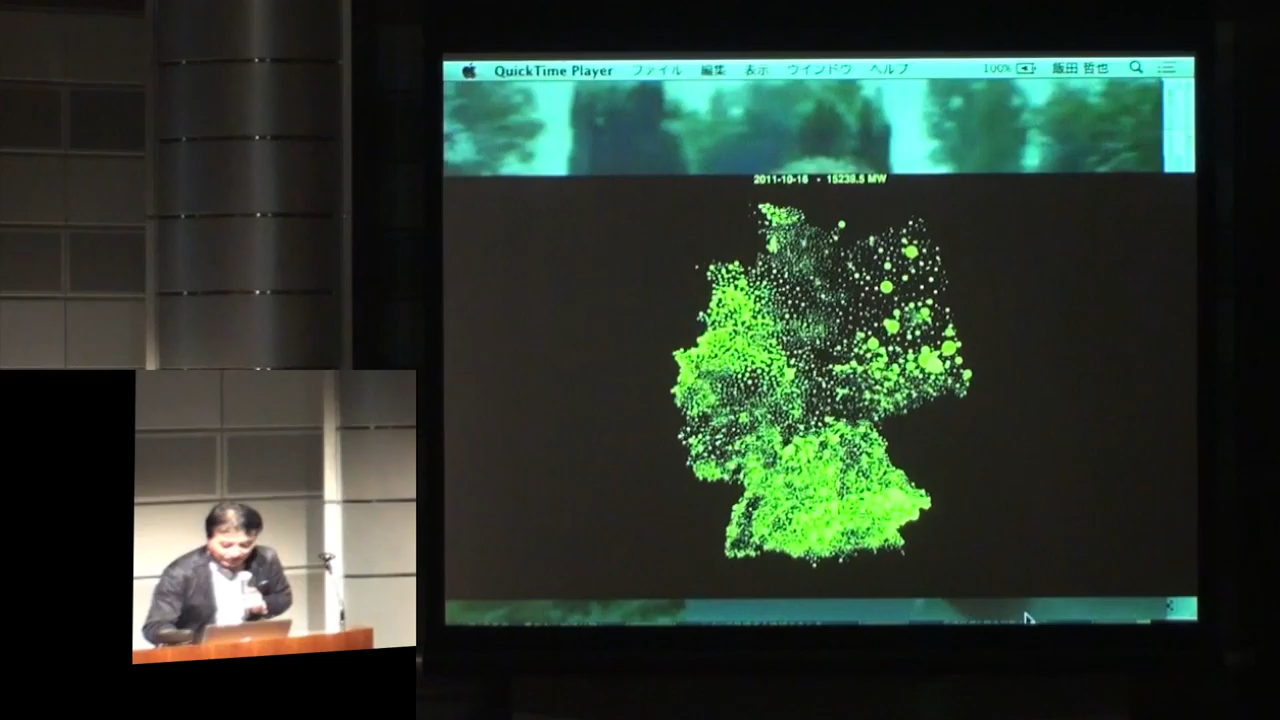 QuickTime Player ファイル 編集 表示 ウインドウ ヘルプ 100% 飯田 哲也
2011-10-16 - 15239.5 MW